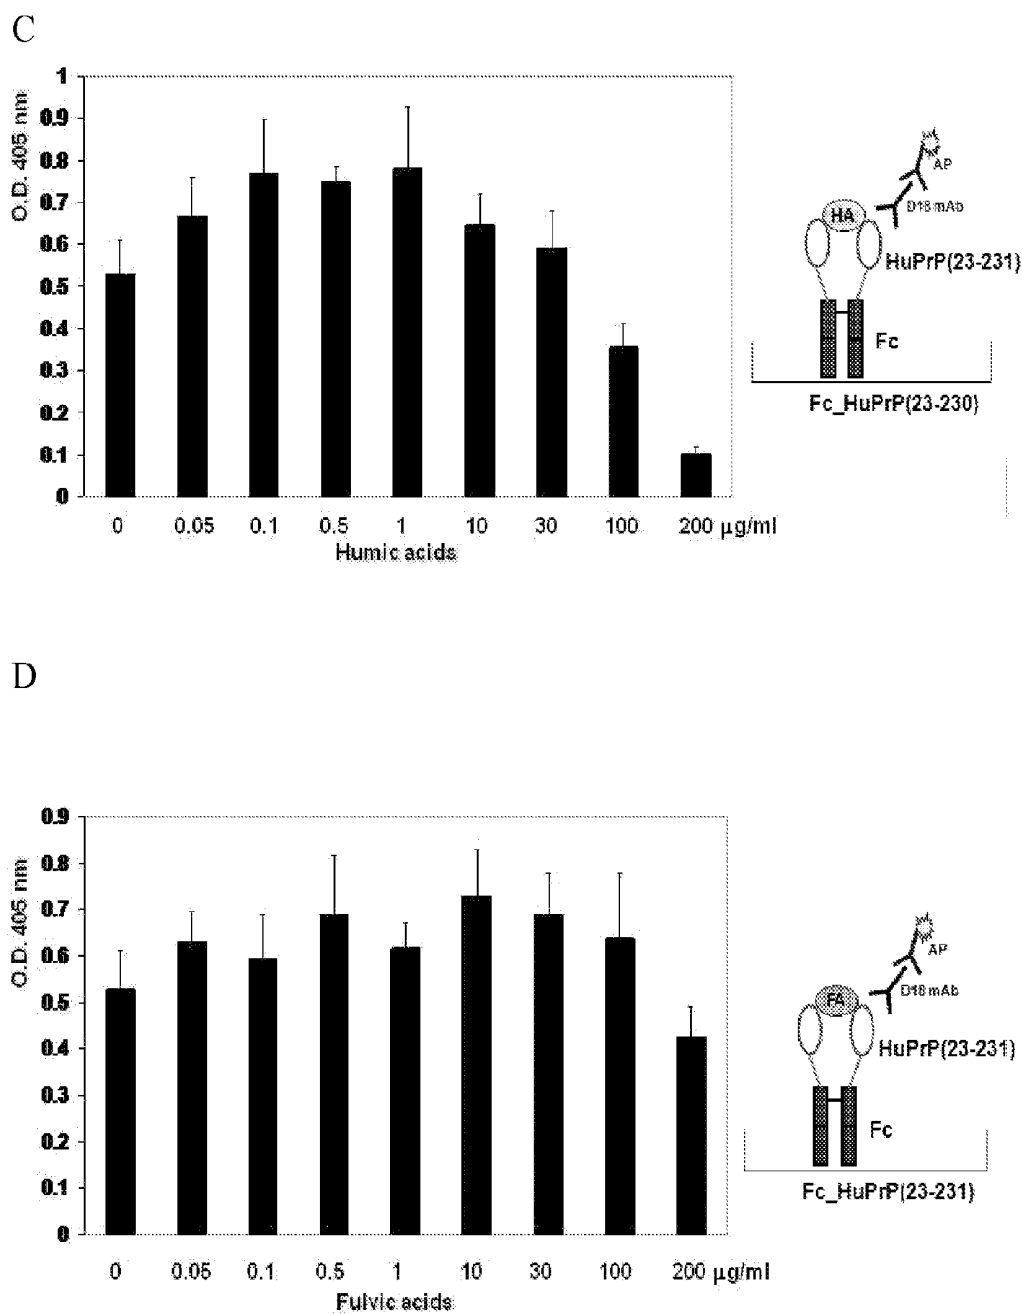 C
O.D. 405 nm
1
0.9
0.8
0.7
0.6
0.5
0.4
0.3
0.2
0.1
0
0 0.05 0.1 0.5 1 10 30 100 200 μg/ml
Humic acids
AP
D18 mAb
HA
HuPrP(23-231)
Fc
Fc_HuPrP(23-230)
D
O.D. 405 nm
0.9
0.8
0.7
0.6
0.5
0.4
0.3
0.2
0.1
0
0 0.05 0.1 0.5 1 10 30 100 200 μg/ml
Fulvic acids
AP
D18 mAb
FA
HuPrP(23-231)
Fc
Fc_HuPrP(23-231)